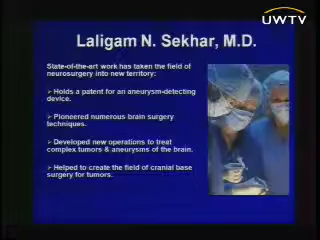 UWTV
Laligam N. Sekhar, M.D.
State-of-the-art work has taken the field of
neurosurgery into new territory:
➢ Holds a patent for an aneurysm-detecting
device.
➢ Pioneered numerous brain surgery
techniques.
➢ Developed new operations to treat
complex tumors & aneurysms of the brain.
➢ Helped to create the field of cranial base
surgery for tumors.